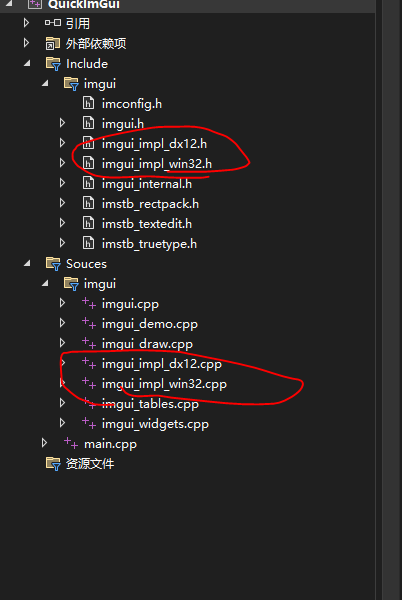 QuickImGui
引用
外部依赖项
Include
imgui
imconfig.h
imgui.h
imgui_impl_dx12.h
imgui_impl_win32.h
imgui_internal.h
imstb_rectpack.h
imstb_textedit.h
imstb_truetype.h
Souces
imgui
imgui.cpp
imgui_demo.cpp
imgui_draw.cpp
imgui_impl_dx12.cpp
imgui_impl_win32.cpp
imgui_tables.cpp
imgui_widgets.cpp
main.cpp
资源文件